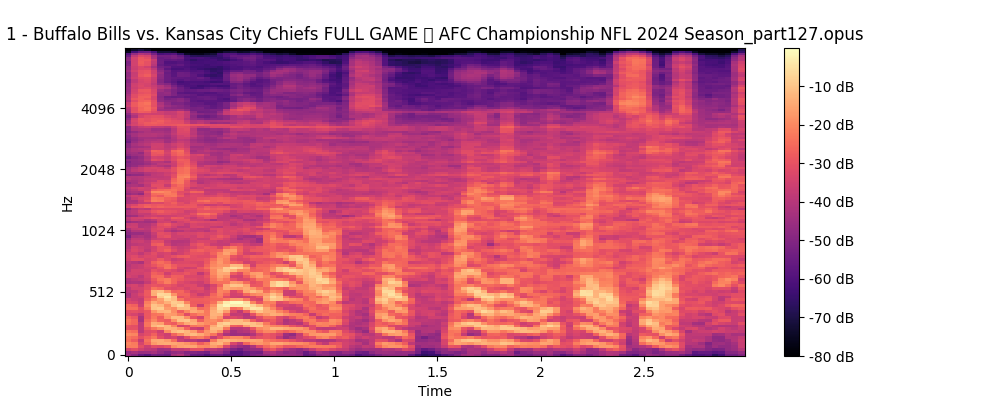 1 - Buffalo Bills vs. Kansas City Chiefs FULL GAME ▯ AFC Championship NFL 2024 Season_part127.opus
4096
2048
1024
512
0
Hz
0
0.5
1
1.5
2
2.5
Time
-10 dB
-20 dB
-30 dB
-40 dB
-50 dB
-60 dB
-70 dB
-80 dB